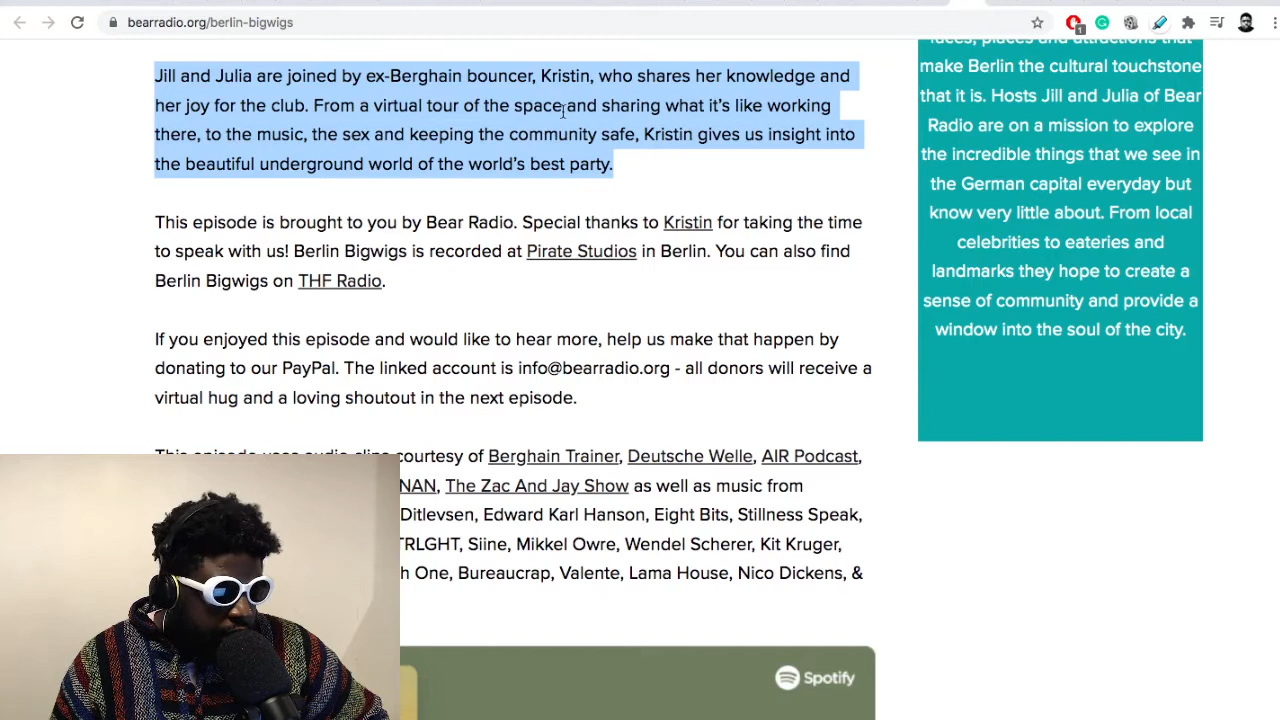 bearradio.org/berlin-bigwigs
1
Jill and Julia are joined by ex-Berghain bouncer, Kristin, who shares her knowledge and
her joy for the club. From a virtual tour of the space and sharing what it's like working
there, to the music, the sex and keeping the community safe, Kristin gives us insight into
the beautiful underground world of the world's best party.
This episode is brought to you by Bear Radio. Special thanks to Kristin for taking the time
to speak with us! Berlin Bigwigs is recorded at Pirate Studios in Berlin. You can also find
Berlin Bigwigs on THF Radio.
If you enjoyed this episode and would like to hear more, help us make that happen by
donating to our PayPal. The linked account is info@bearradio.org - all donors will receive a
virtual hug and a loving shoutout in the next episode.
This episode uses audio clips courtesy of Berghain Trainer, Deutsche Welle, AIR Podcast,
NAN, The Zac And Jay Show as well as music from
Ditlevsen, Edward Karl Hanson, Eight Bits, Stillness Speak,
TRLGHT, Siine, Mikkel Owre, Wendel Scherer, Kit Kruger,
h One, Bureaucrap, Valente, Lama House, Nico Dickens, &
Spotify
faces, places and attractions that
make Berlin the cultural touchstone
that it is. Hosts Jill and Julia of Bear
Radio are on a mission to explore
the incredible things that we see in
the German capital everyday but
know very little about. From local
celebrities to eateries and
landmarks they hope to create a
sense of community and provide a
window into the soul of the city.